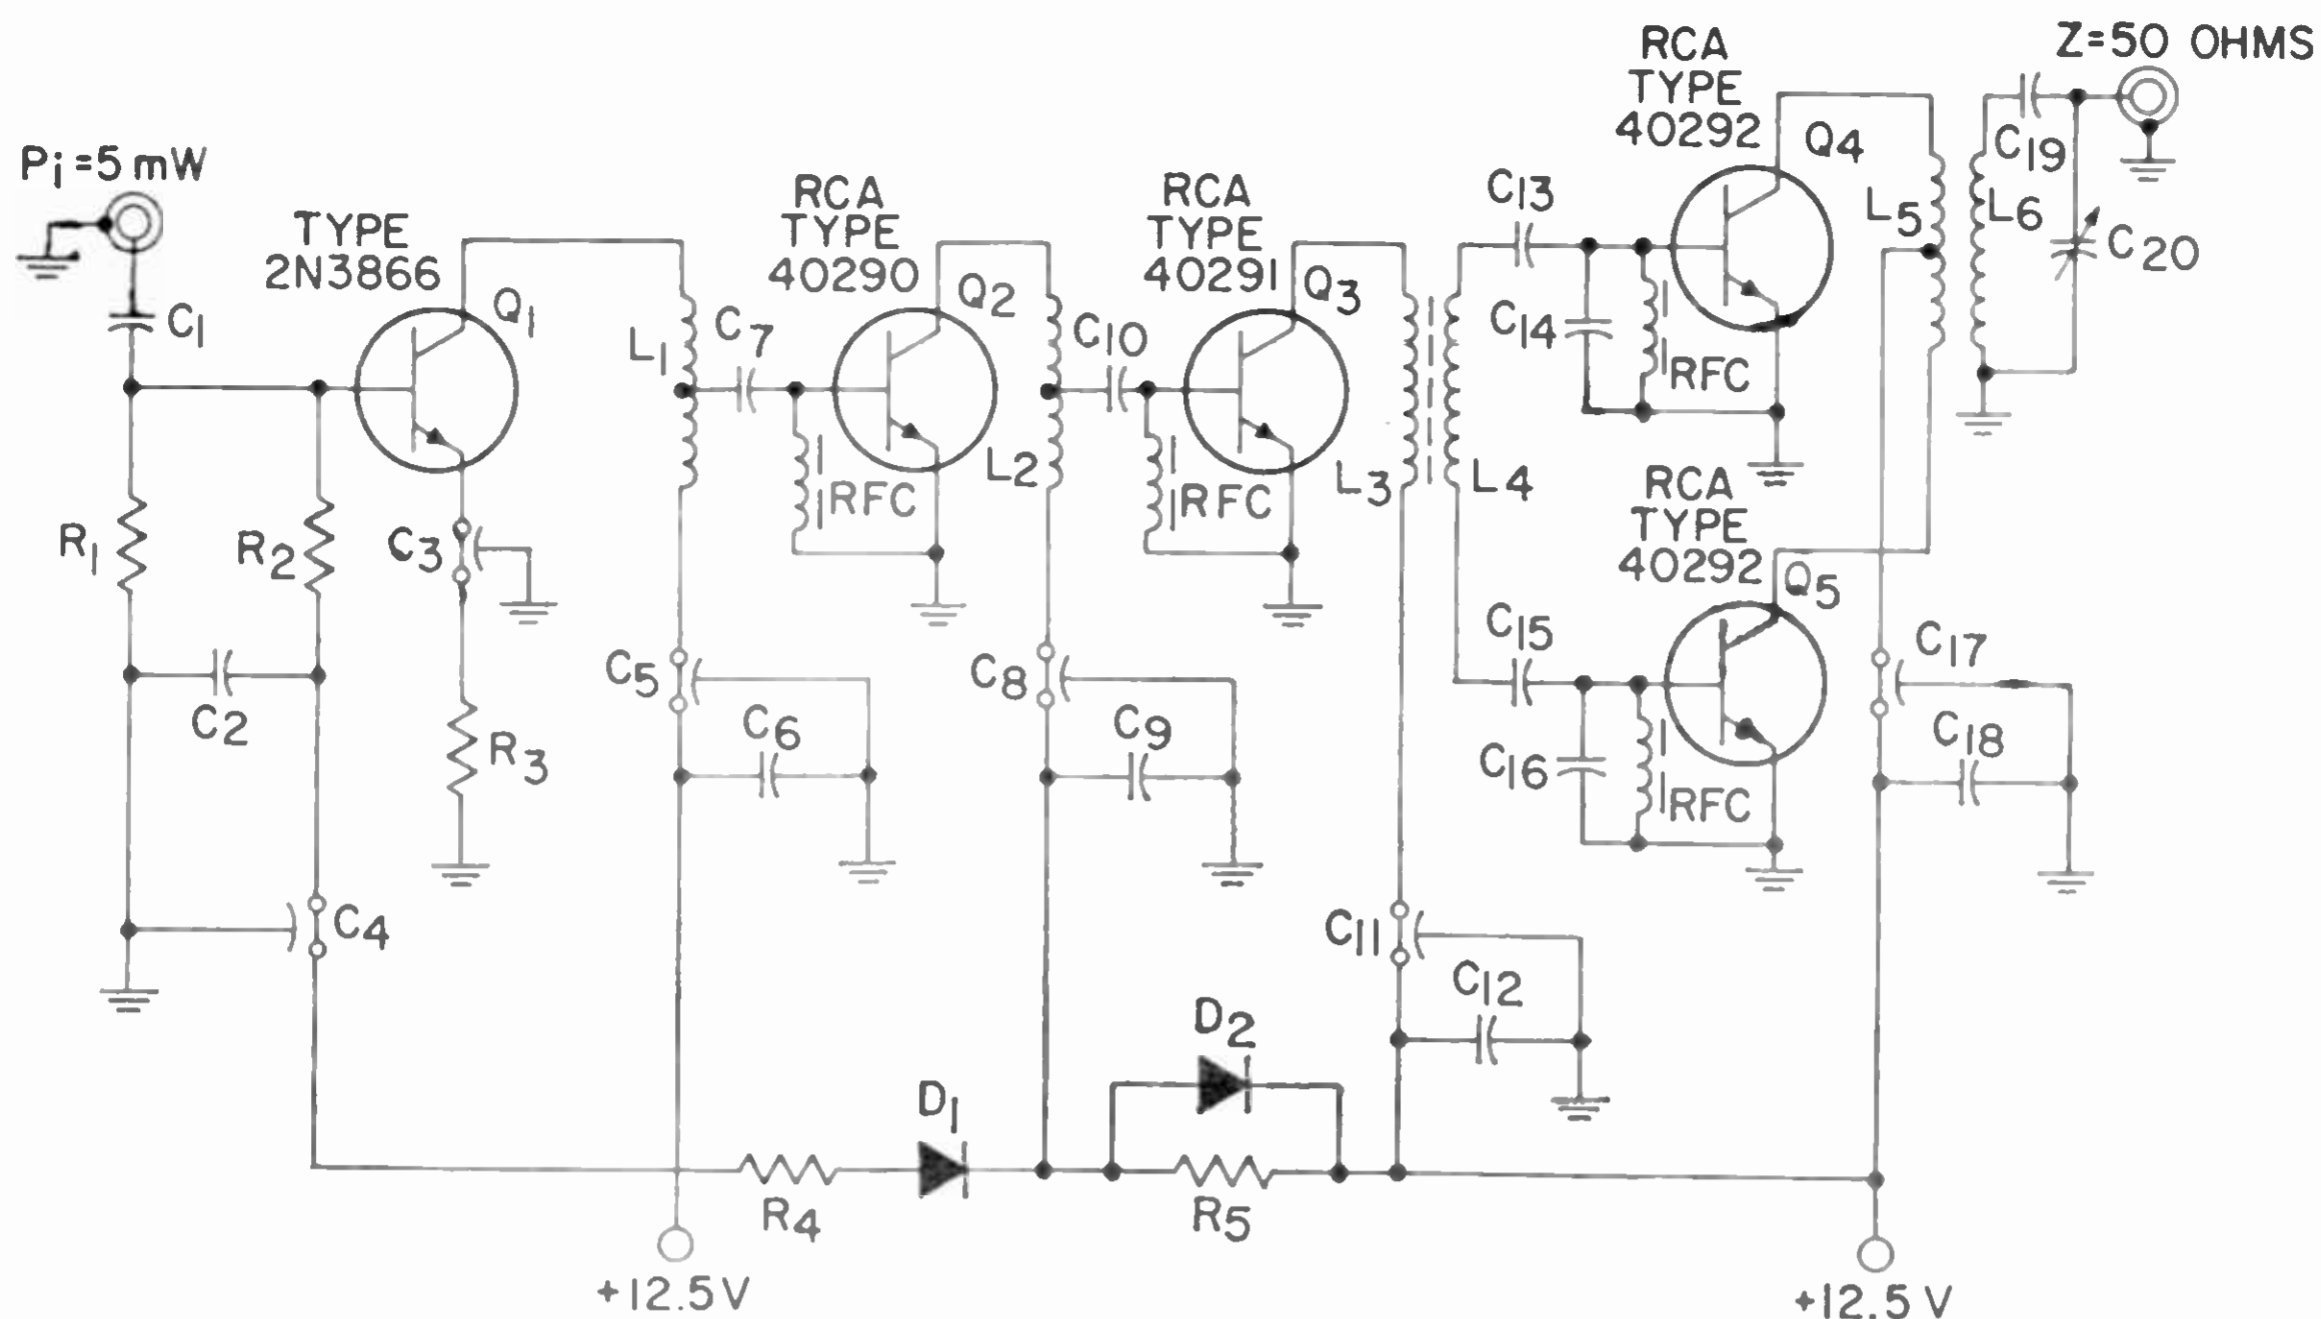 RCA
TYPE
40292
Z=50 OHMS
Q4
C19
L5
L6
C20
Pi=5 mW
TYPE
2N3866
Q1
C1
RCA
TYPE
40290
Q2
RCA
TYPE
40291
Q3
C13
C14
RFC
L1
C7
C10
RFC
L2
RFC
L3
L4
RCA
TYPE
40292
Q5
R1
R2
C3
C2
R3
C5
C6
C8
C9
C15
C16
RFC
C17
C18
C4
C11
C12
D2
D1
R4
R5
+12.5V
+12.5 V